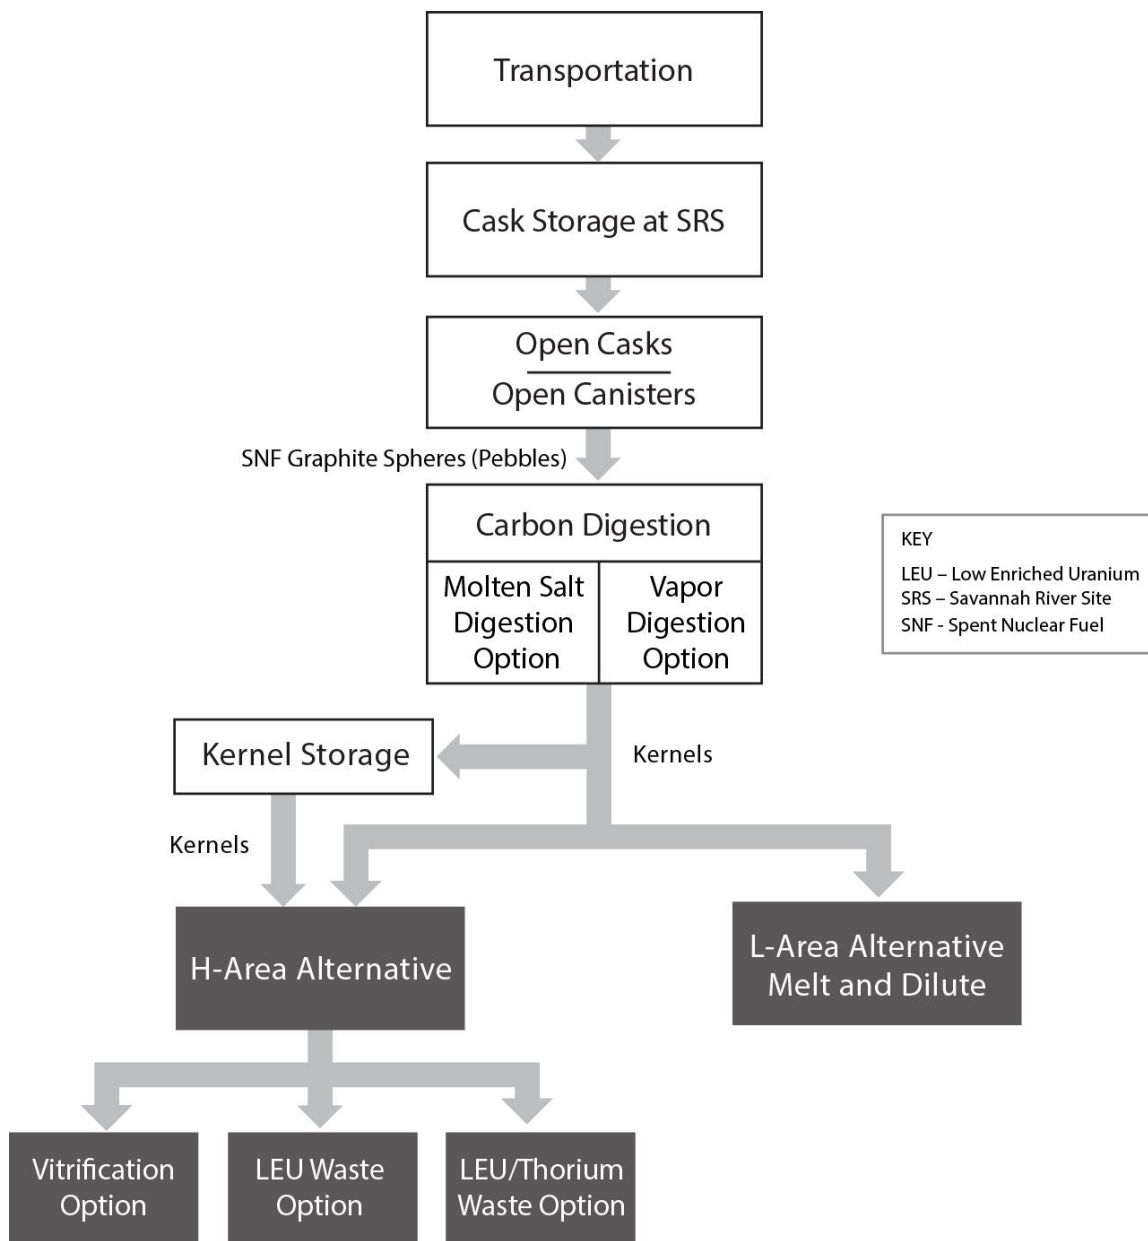 Transportation
Cask Storage at SRS
Open Casks
Open Canisters
SNF Graphite Spheres (Pebbles)
Carbon Digestion
Molten Salt
Digestion
Option
Vapor
Digestion
Option
KEY
LEU – Low Enriched Uranium
SRS – Savannah River Site
SNF - Spent Nuclear Fuel
Kernel Storage
Kernels
Kernels
H-Area Alternative
L-Area Alternative
Melt and Dilute
Vitrification
Option
LEU Waste
Option
LEU/Thorium
Waste Option